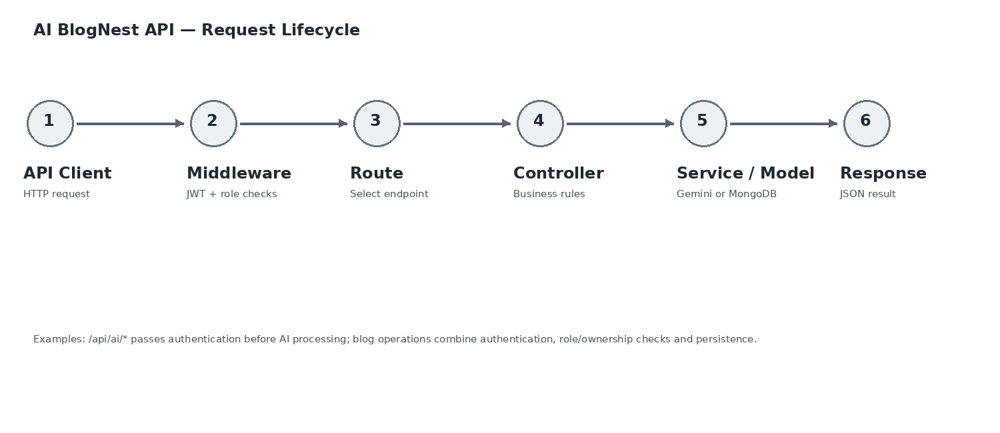 AI BlogNest API — Request Lifecycle
1 2 3 4 5 6
API Client Middleware Route Controller Service / Model Response
HTTP request JWT + role checks Select endpoint Business rules Gemini or MongoDB JSON result
Examples: /api/ai/* passes authentication before AI processing; blog operations combine authentication, role/ownership checks and persistence.